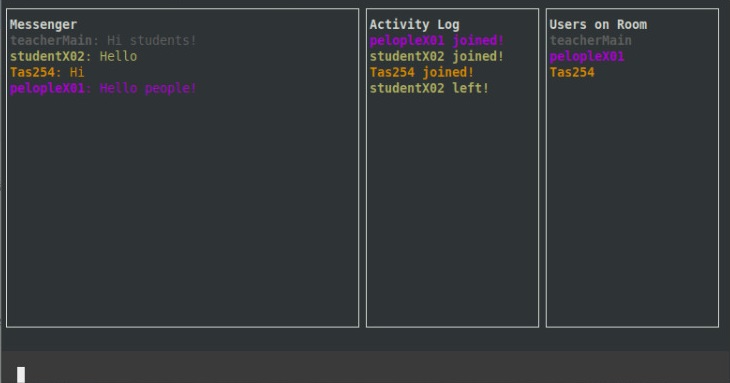 Messenger
teacherMain: Hi students!
studentX02: Hello
Tas254: Hi
pelopleX01: Hello people!
Activity Log
pelopleX01 joined!
studentX02 joined!
Tas254 joined!
studentX02 left!
Users on Room
teacherMain
pelopleX01
Tas254